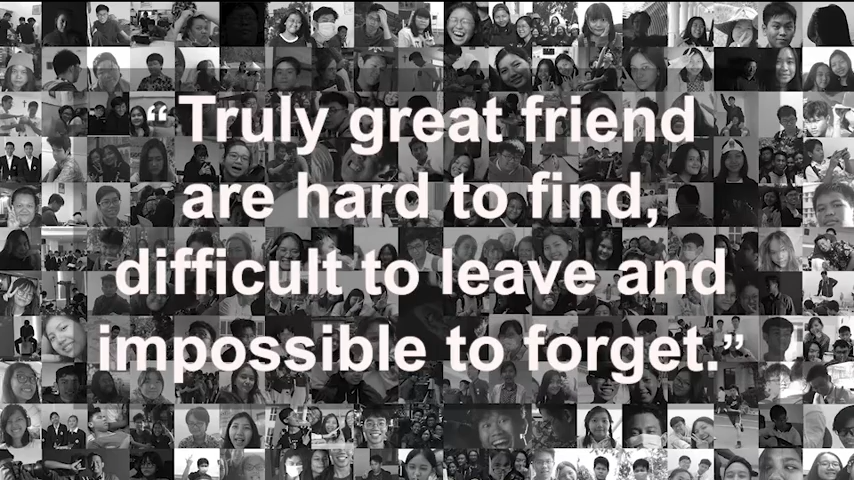 “ Truly great friend
are hard to find,
difficult to leave and
impossible to forget.”